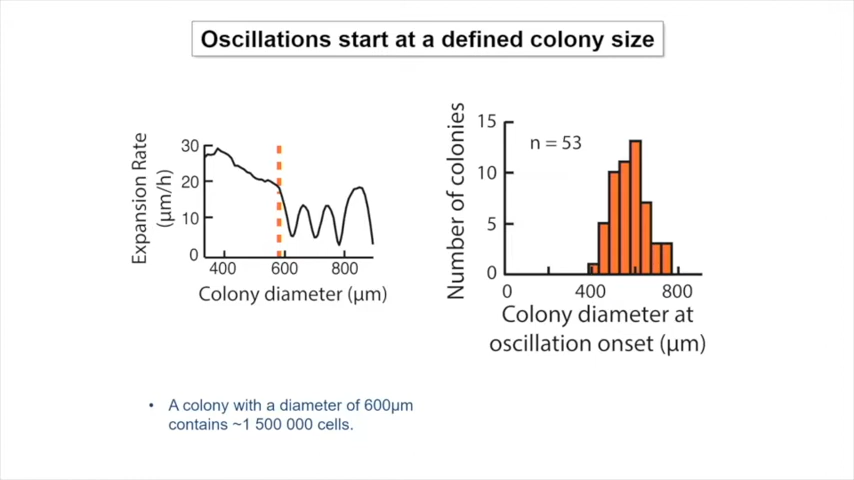 Oscillations start at a defined colony size
Expansion Rate
(µm/h)
30
20
10
0
400
600
800
Colony diameter (µm)
Number of colonies
15
10
5
0
n = 53
0
400
800
Colony diameter at
oscillation onset (µm)
• A colony with a diameter of 600µm
contains ~1 500 000 cells.